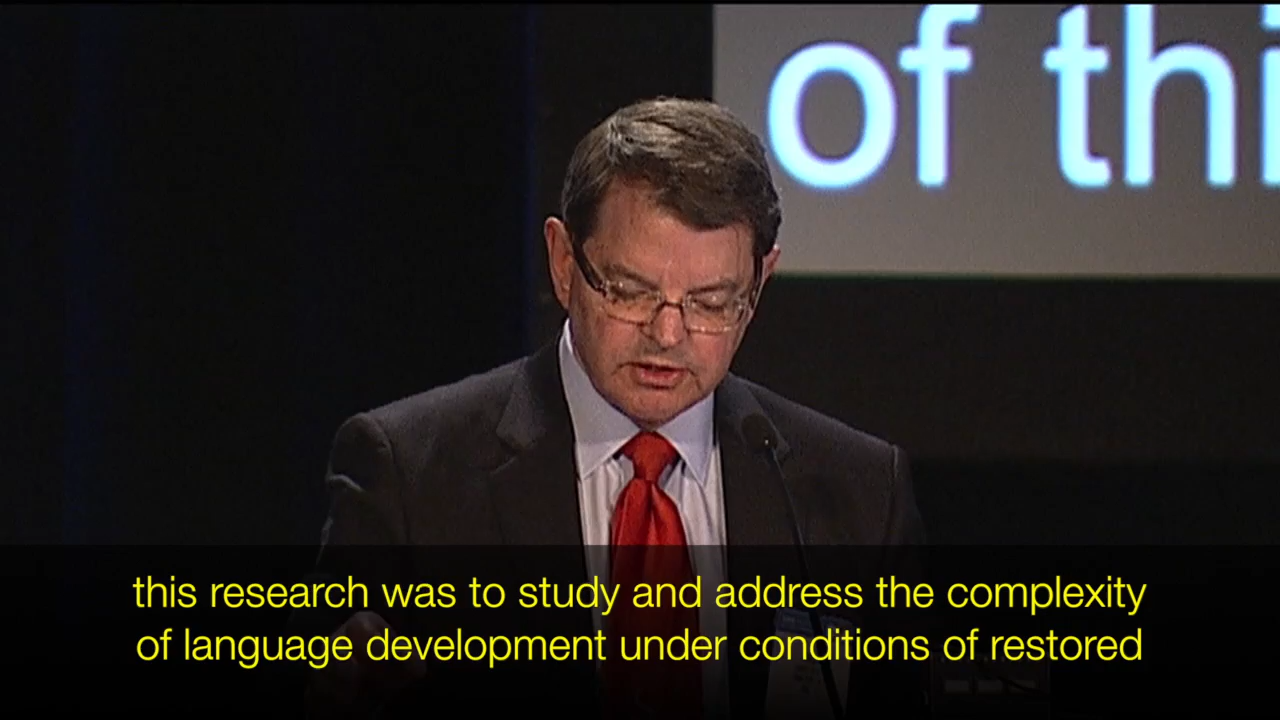 of thi
this research was to study and address the complexity
of language development under conditions of restored